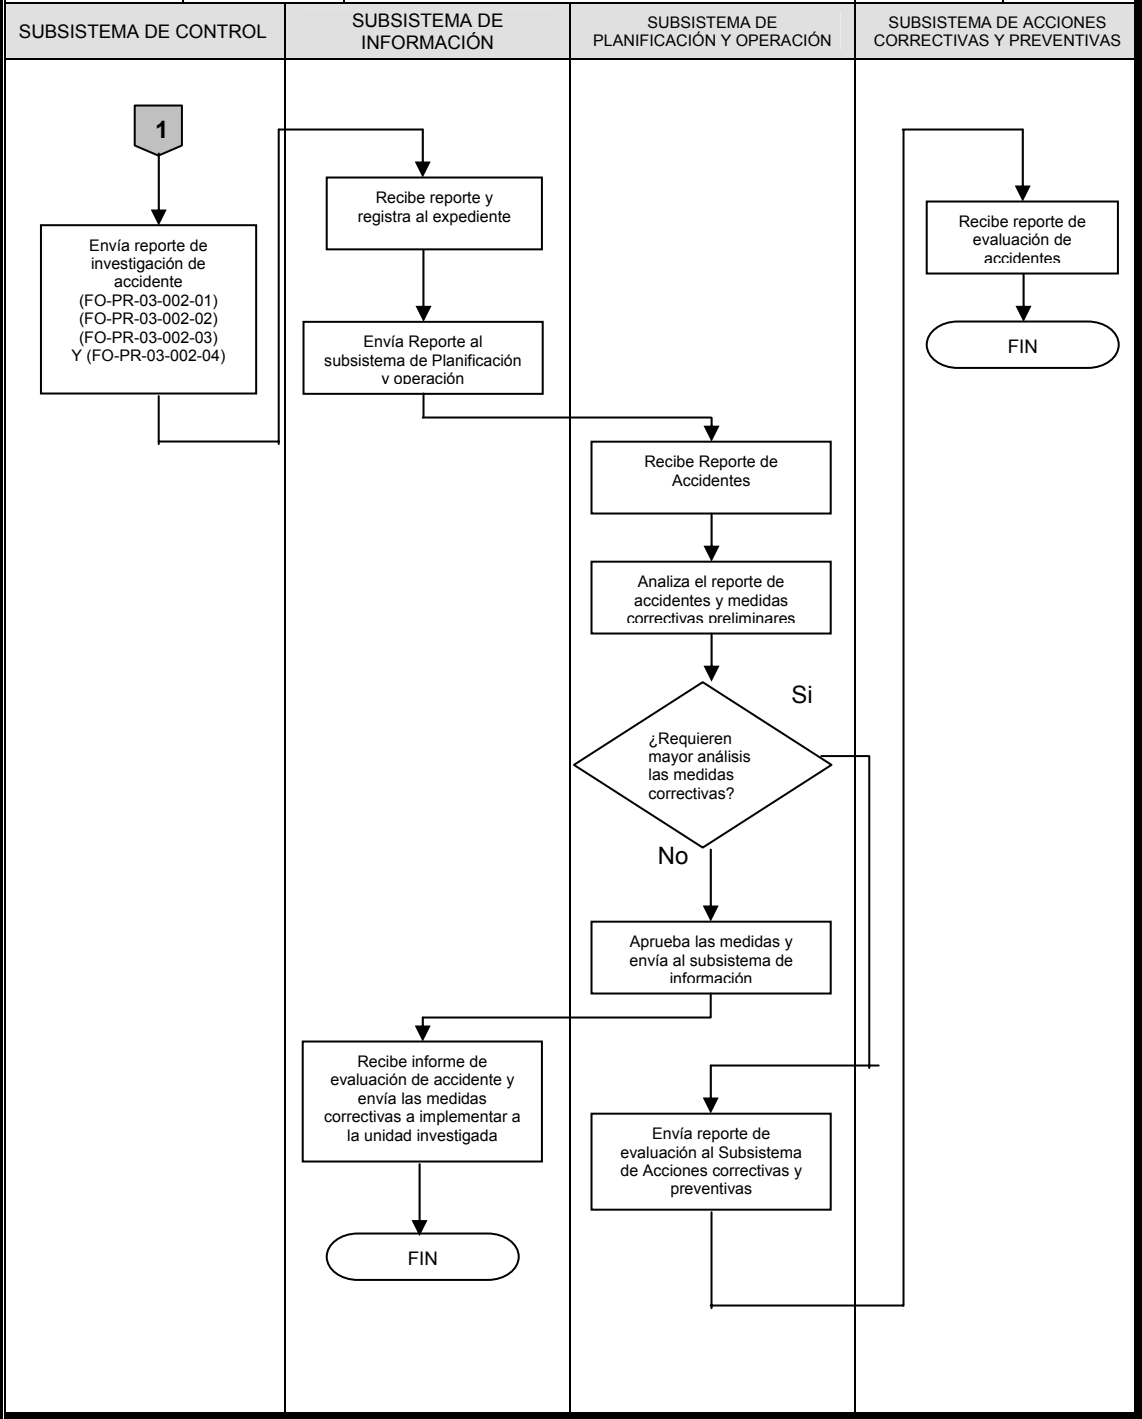 SUBSISTEMA DE CONTROL
SUBSISTEMA DE
INFORMACIÓN
SUBSISTEMA DE
PLANIFICACIÓN Y OPERACIÓN
SUBSISTEMA DE ACCIONES
CORRECTIVAS Y PREVENTIVAS
1
Envía reporte de
investigación de
accidente
(FO-PR-03-002-01)
(FO-PR-03-002-02)
(FO-PR-03-002-03)
Y (FO-PR-03-002-04)
Recibe reporte y
registra al expediente
Envía Reporte al
subsistema de Planificación
y operación
Recibe Reporte de
Accidentes
Analiza el reporte de
accidentes y medidas
correctivas preliminares
Si
¿Requieren
mayor análisis
las medidas
correctivas?
No
Aprueba las medidas y
envía al subsistema de
información
Recibe informe de
evaluación de accidente y
envía las medidas
correctivas a implementar a
la unidad investigada
FIN
Envía reporte de
evaluación al Subsistema
de Acciones correctivas y
preventivas
Recibe reporte de
evaluación de
accidentes
FIN